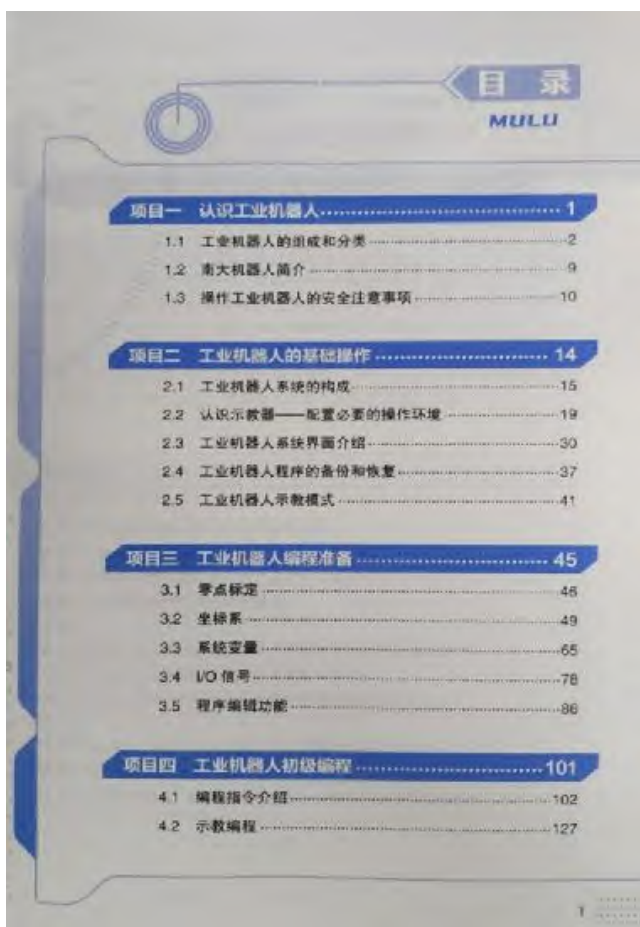 目 录
MULU
项目一 认识工业机器人 1
1.1 工业机器人的组成和分类 2
1.2 南大机器人简介 9
1.3 操作工业机器人的安全注意事项 10
项目二 工业机器人的基础操作 14
2.1 工业机器人系统的构成 15
2.2 认识示教器——配置必要的操作环境 19
2.3 工业机器人系统界面介绍 30
2.4 工业机器人程序的备份和恢复 37
2.5 工业机器人示教模式 41
项目三 工业机器人编程准备 45
3.1 零点标定 46
3.2 坐标系 49
3.3 系统变量 65
3.4 I/O 信号 78
3.5 程序编辑功能 86
项目四 工业机器人初级编程 101
4.1 编程指令介绍 102
4.2 示教编程 127
1